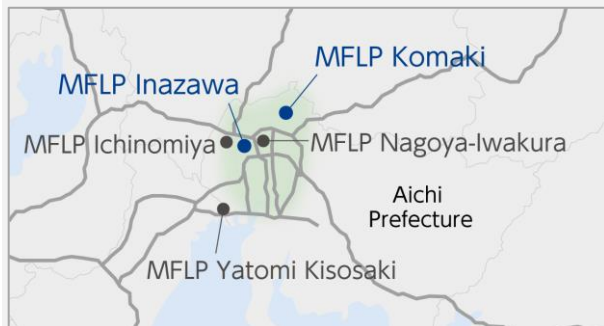 MFLP Komaki
MFLP Inazawa
MFLP Ichinomiya
MFLP Nagoya-Iwakura
Aichi
Prefecture
MFLP Yatomi Kisosaki